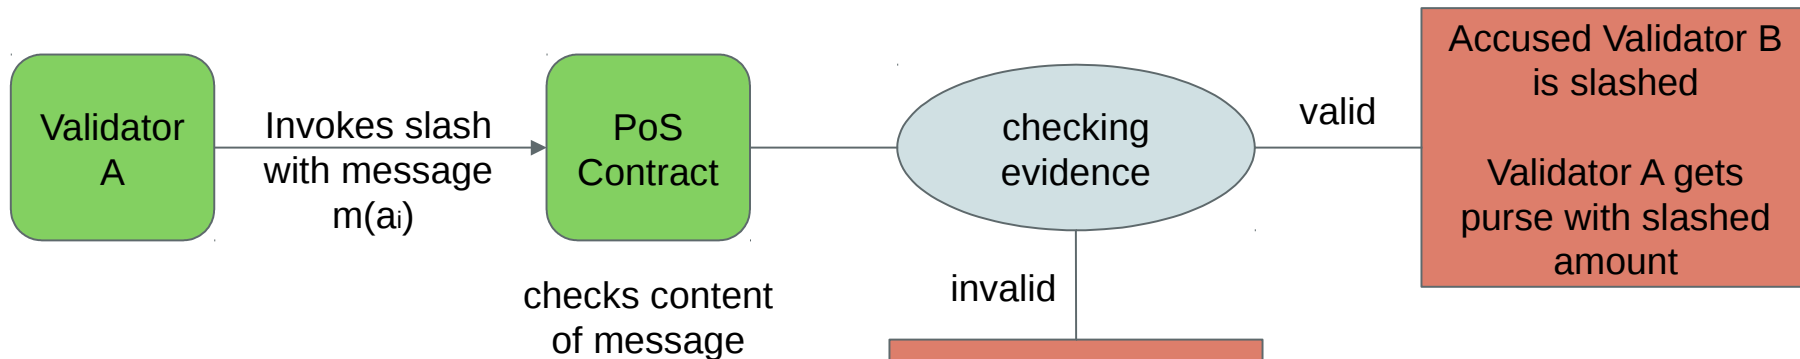 Validator
A
Invokes slash
with message
m(aᵢ)
PoS
Contract
checks content
of message
checking
evidence
valid
invalid
Accused Validator B
is slashed
Validator A gets
purse with slashed
amount